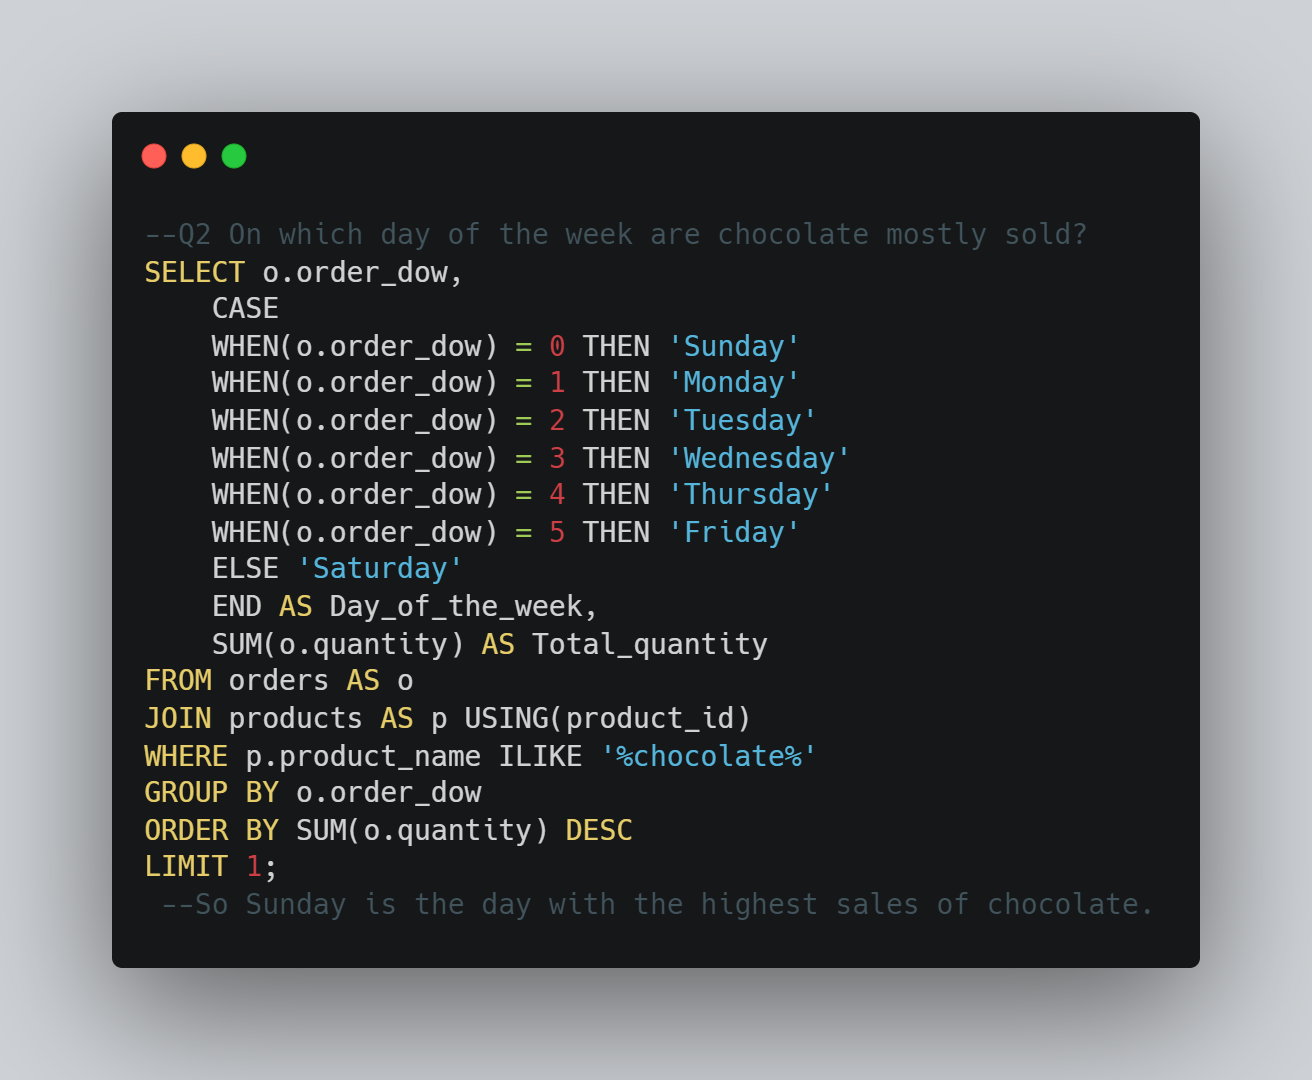 --Q2 On which day of the week are chocolate mostly sold?
SELECT o.order_dow,
    CASE
    WHEN(o.order_dow) = 0 THEN 'Sunday'
    WHEN(o.order_dow) = 1 THEN 'Monday'
    WHEN(o.order_dow) = 2 THEN 'Tuesday'
    WHEN(o.order_dow) = 3 THEN 'Wednesday'
    WHEN(o.order_dow) = 4 THEN 'Thursday'
    WHEN(o.order_dow) = 5 THEN 'Friday'
    ELSE 'Saturday'
    END AS Day_of_the_week,
    SUM(o.quantity) AS Total_quantity
FROM orders AS o
JOIN products AS p USING(product_id)
WHERE p.product_name ILIKE '%chocolate%'
GROUP BY o.order_dow
ORDER BY SUM(o.quantity) DESC
LIMIT 1;
 --So Sunday is the day with the highest sales of chocolate.